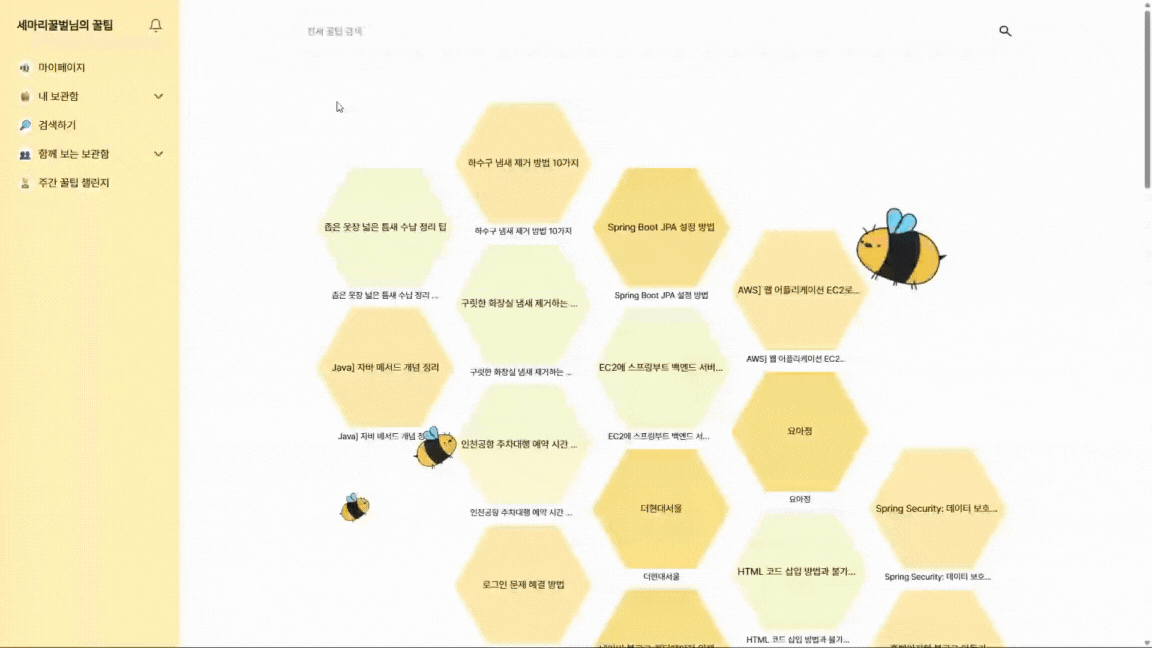 세마리꿀벌님의 꿀팁
마이페이지
내 보관함
검색하기
함께 보는 보관함
주간 꿀팁 챌린지
전체 꿀팁 검색
하수구 냄새 제거 방법 10가지
하수구 냄새 제거 방법 10가지
좁은 옷장 넓은 틈새 수납 정리 팁
좁은 옷장 넓은 틈새 수납 정리 ...
Spring Boot JPA 설정 방법
Spring Boot JPA 설정 방법
AWS] 웹 어플리케이션 EC2로...
AWS] 웹 어플리케이션 EC2...
구릿한 화장실 냄새 제거하는 ...
구릿한 화장실 냄새 제거하는 ...
Java] 자바 메서드 개념 정리
Java] 자바 메서드 개념 정
EC2에 스프링부트 백엔드 서버...
EC2에 스프링부트 백엔드 서...
요아정
요아정
인천공항 주차대행 예약 시간 ...
인천공항 주차대행 예약 시간 ...
더현대서울
더현대서울
Spring Security: 데이터 보호...
Spring Security: 데이터 보호...
HTML 코드 삽입 방법과 불가...
HTML 코드 삽입 방법과 불가...
로그인 문제 해결 방법